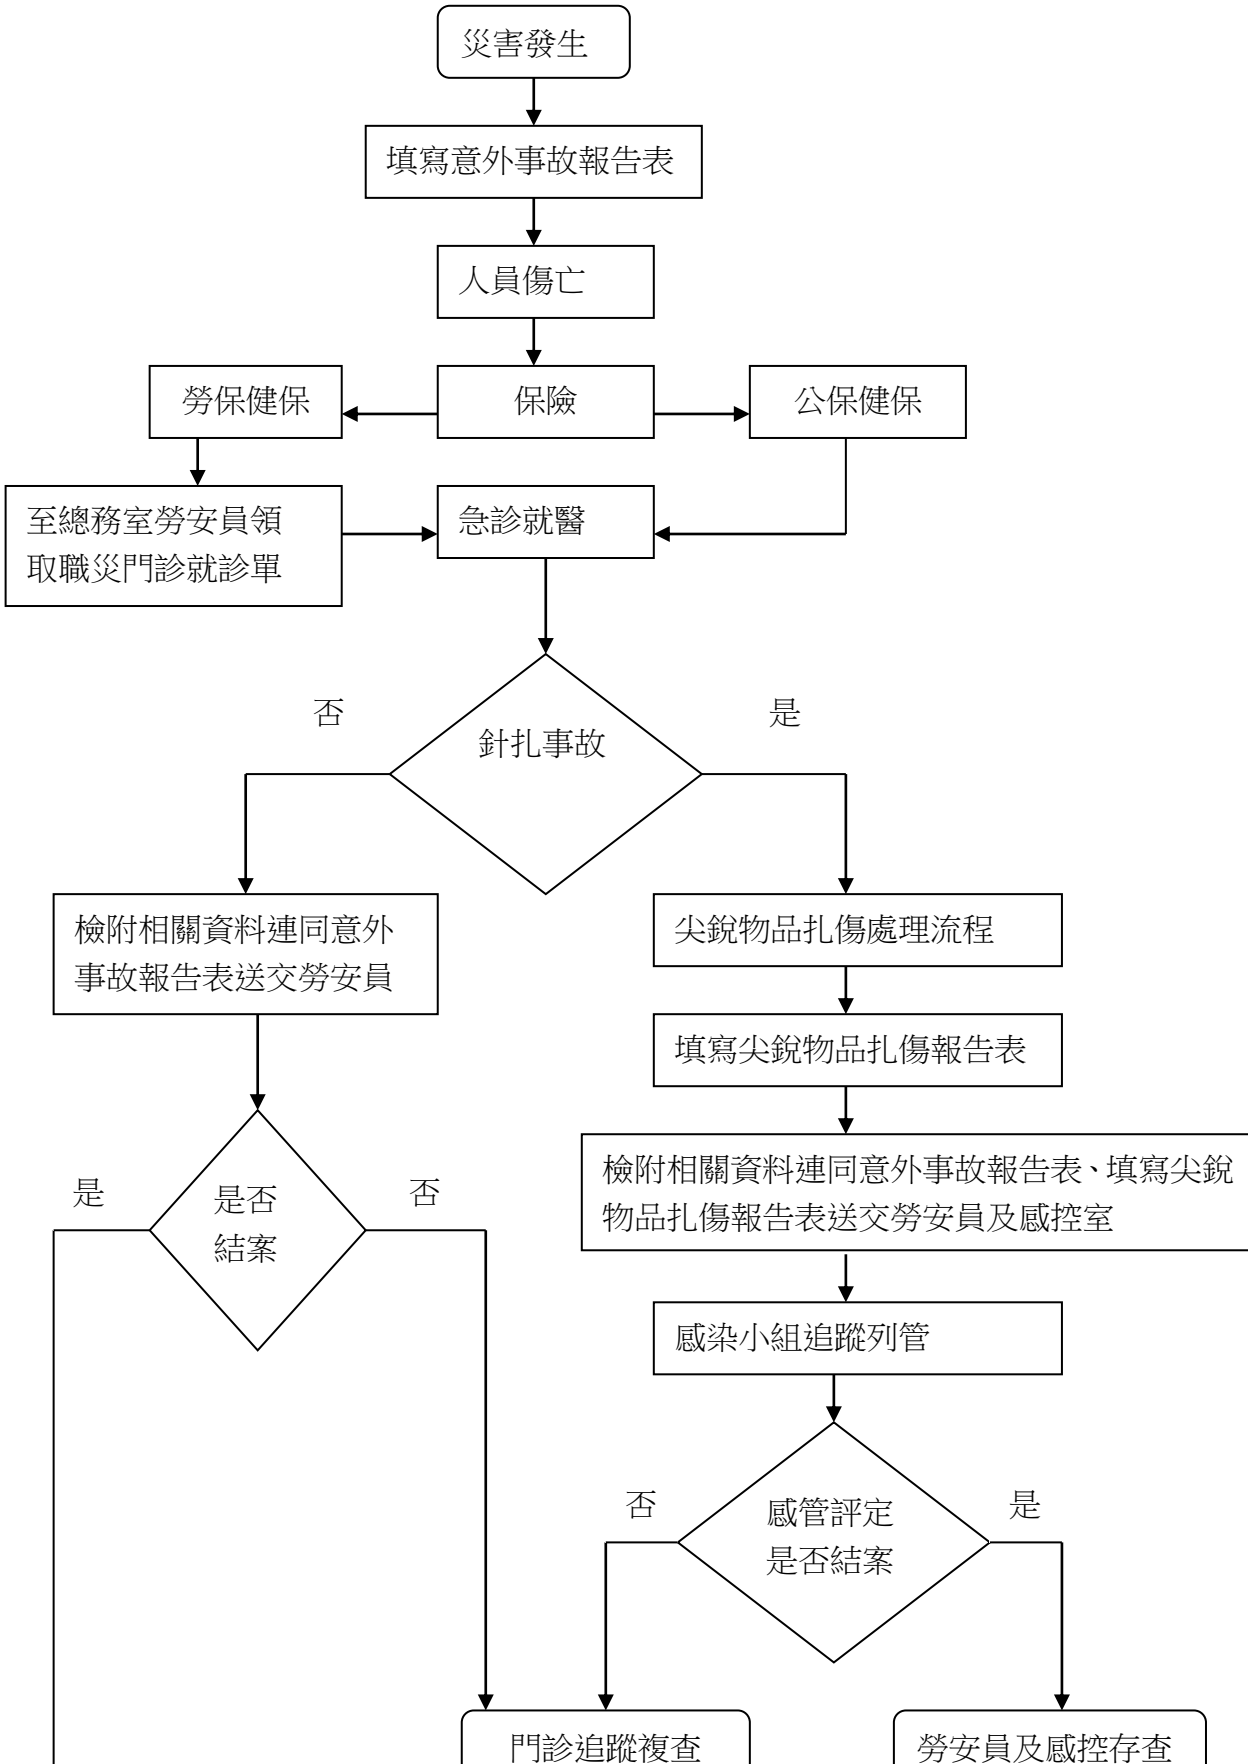 災害發生
填寫意外事故報告表
人員傷亡
勞保健保
保險
公保健保
至總務室勞安員領
取職災門診就診單
急診就醫
否
是
針扎事故
檢附相關資料連同意外
事故報告表送交勞安員
尖銳物品扎傷處理流程
填寫尖銳物品扎傷報告表
檢附相關資料連同意外事故報告表、填寫尖銳
物品扎傷報告表送交勞安員及感控室
是
是否
結案
否
感染小組追蹤列管
否
感管評定
是否結案
是
門診追蹤複查
勞安員及感控存查